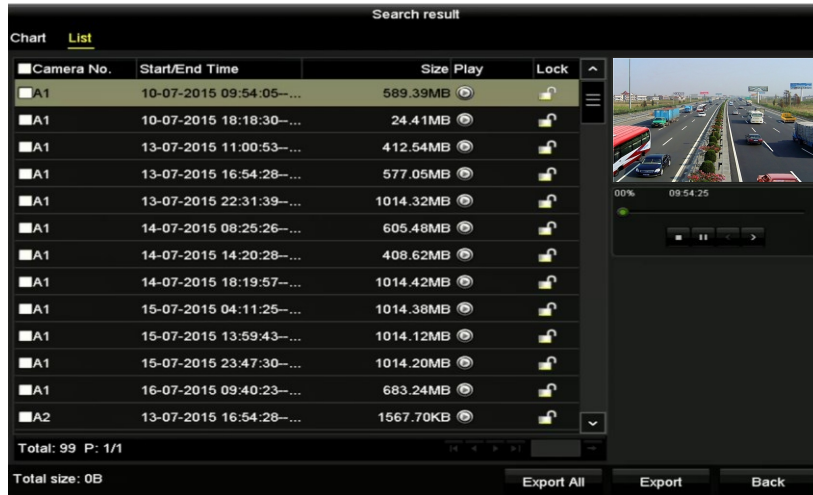 Search result
Chart List
Camera No. Start/End Time Size Play Lock
A1 10-07-2015 09:54:05--... 589.39MB
A1 10-07-2015 18:18:30--... 24.41MB
A1 13-07-2015 11:00:53--... 412.54MB
A1 13-07-2015 16:54:28--... 577.05MB
A1 13-07-2015 22:31:39--... 1014.32MB
A1 14-07-2015 08:25:26--... 605.48MB
A1 14-07-2015 14:20:28--... 408.62MB
A1 14-07-2015 18:19:57--... 1014.42MB
A1 15-07-2015 04:11:25--... 1014.38MB
A1 15-07-2015 13:59:43--... 1014.12MB
A1 15-07-2015 23:47:30--... 1014.20MB
A1 16-07-2015 09:40:23--... 683.24MB
A2 13-07-2015 16:54:28--... 1567.70KB
00% 09:54:25
Total: 99 P: 1/1
Total size: 0B
Export All Export Back